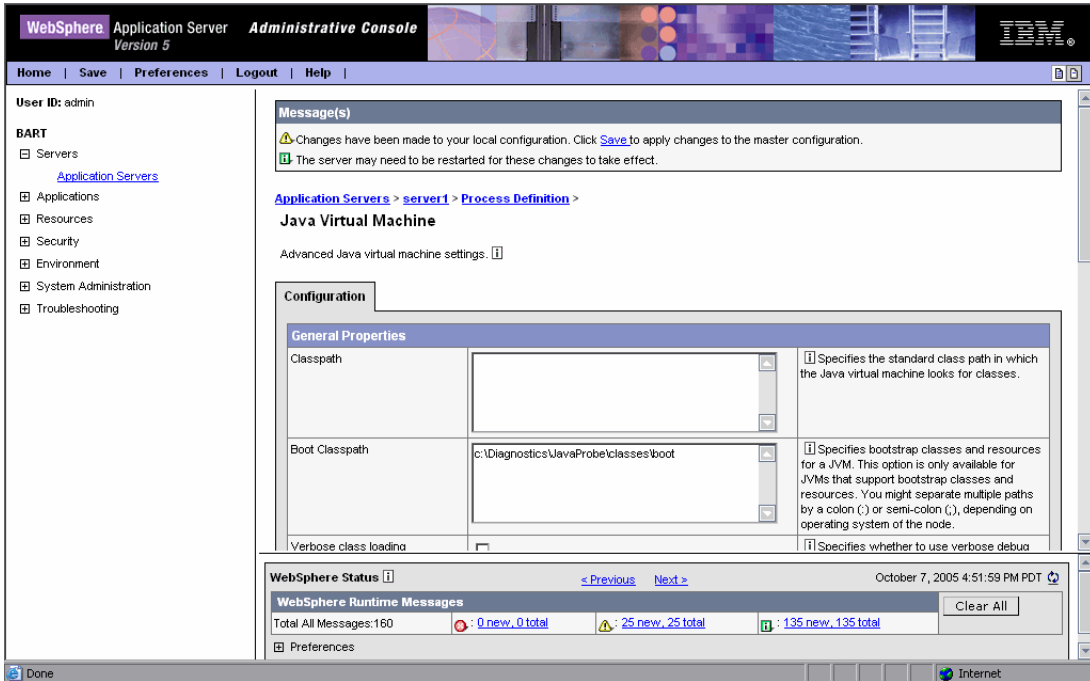 WebSphere Application Server Administrative Console
Version 5
IBM
Home | Save | Preferences | Logout | Help |
User ID: admin
BART
Servers
Application Servers
Applications
Resources
Security
Environment
System Administration
Troubleshooting
Message(s)
Changes have been made to your local configuration. Click Save to apply changes to the master configuration.
The server may need to be restarted for these changes to take effect.
Application Servers > server1 > Process Definition >
Java Virtual Machine
Advanced Java virtual machine settings. i
Configuration
General Properties
Classpath
i Specifies the standard class path in which
the Java virtual machine looks for classes.
Boot Classpath
c:\Diagnostics\JavaProbe\classes\boot
i Specifies bootstrap classes and resources
for a JVM. This option is only available for
JVMs that support bootstrap classes and
resources. You might separate multiple paths
by a colon (:) or semi-colon (;), depending on
operating system of the node.
Verbose class loading
i Specifies whether to use verbose debug
WebSphere Status i
< Previous Next >
October 7, 2005 4:51:59 PM PDT
WebSphere Runtime Messages
Clear All
Total All Messages:160
: 0 new, 0 total
: 25 new, 25 total
: 135 new, 135 total
Preferences
Done
Internet